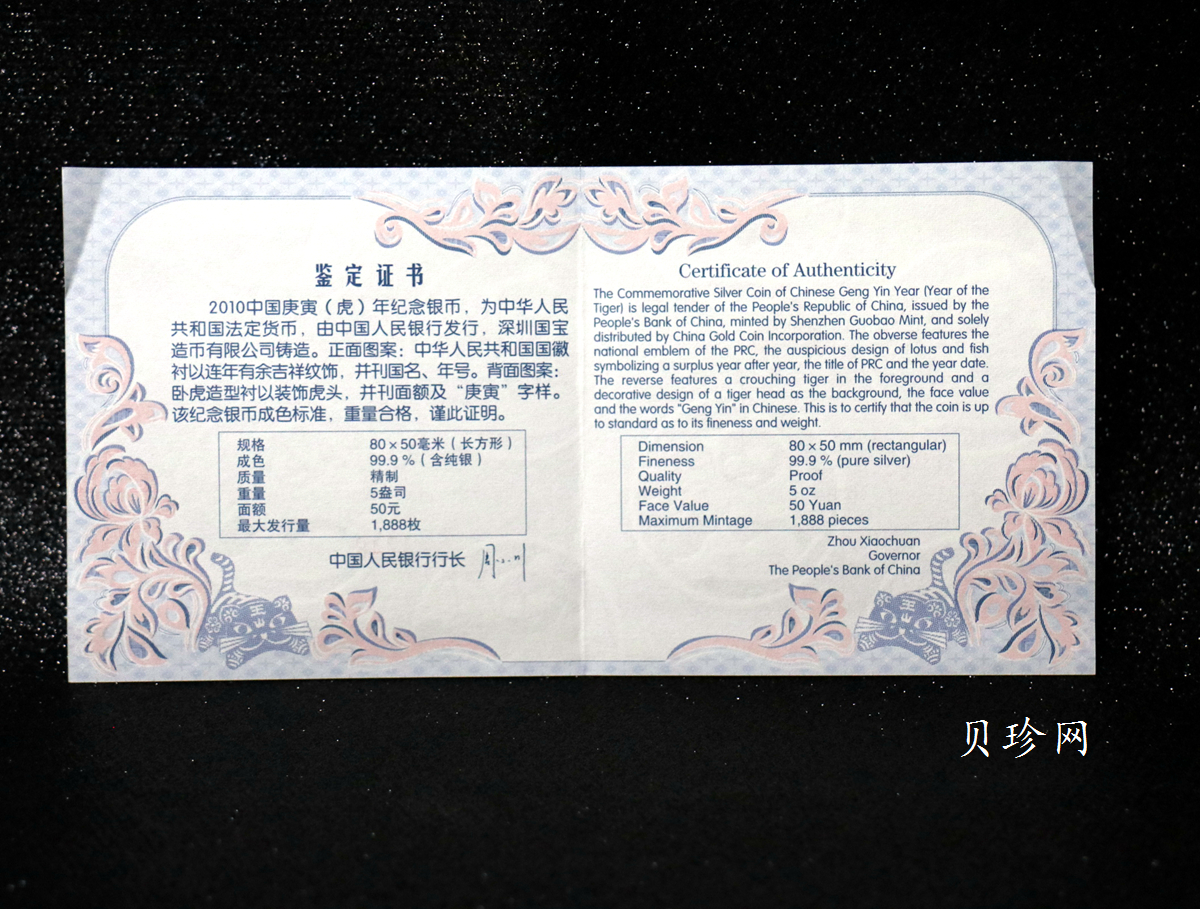 鉴定证书
2010中国庚寅(虎)年纪念银币,为中华人民
共和国法定货币,由中国人民银行发行,深圳国宝
造币有限公司铸造。正面图案:中华人民共和国国徽
衬以连年有余吉祥纹饰,并刊国名、年号。背面图案:
卧虎造型衬以装饰虎头,并刊面额及“庚寅”字样。
该纪念银币成色标准,重量合格,谨此证明。
规格 80×50毫米(长方形)
成色 99.9%(含纯银)
质量 精制
重量 5盎司
面额 50元
最大发行量 1,888枚
中国人民银行行长
Certificate of Authenticity
The Commemorative Silver Coin of Chinese Geng Yin Year (Year of the
Tiger) is legal tender of the People's Republic of China, issued by the
People's Bank of China, minted by Shenzhen Guobao Mint, and solely
distributed by China Gold Coin Incorporation. The obverse features the
national emblem of the PRC, the auspicious design of lotus and fish
symbolizing a surplus year after year, the title of PRC and the year date.
The reverse features a crouching tiger in the foreground and a
decorative design of a tiger head as the background, the face value
and the words "Geng Yin" in Chinese. This is to certify that the coin is up
to standard as to its fineness and weight.
Dimension 80×50 mm (rectangular)
Fineness 99.9 % (pure silver)
Quality Proof
Weight 5 oz
Face Value 50 Yuan
Maximum Mintage 1,888 pieces
Zhou Xiaochuan
Governor
The People's Bank of China
王
王
贝珍网